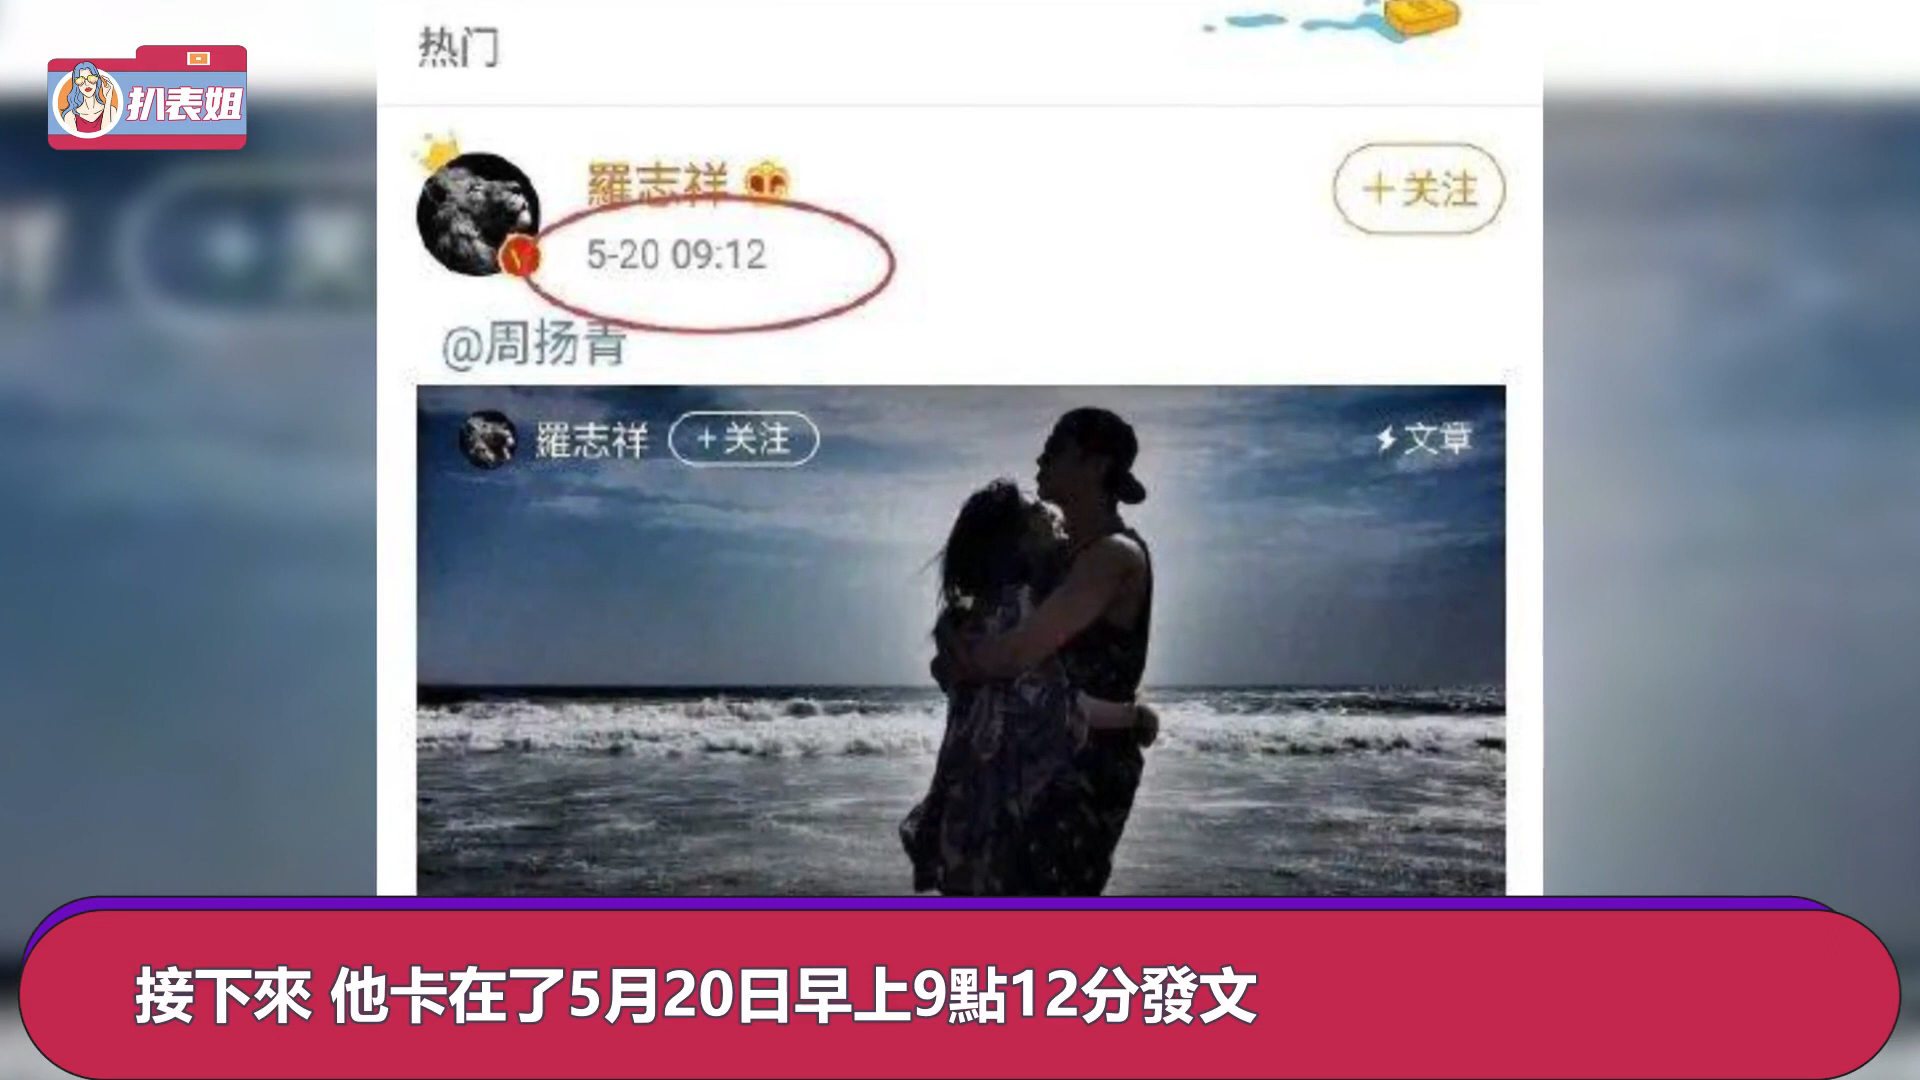 热门
扒表姐
羅志祥
+关注
5-20 09:12
@周扬青
羅志祥 +关注
文章
接下來 他卡在了5月20日早上9點12分發文